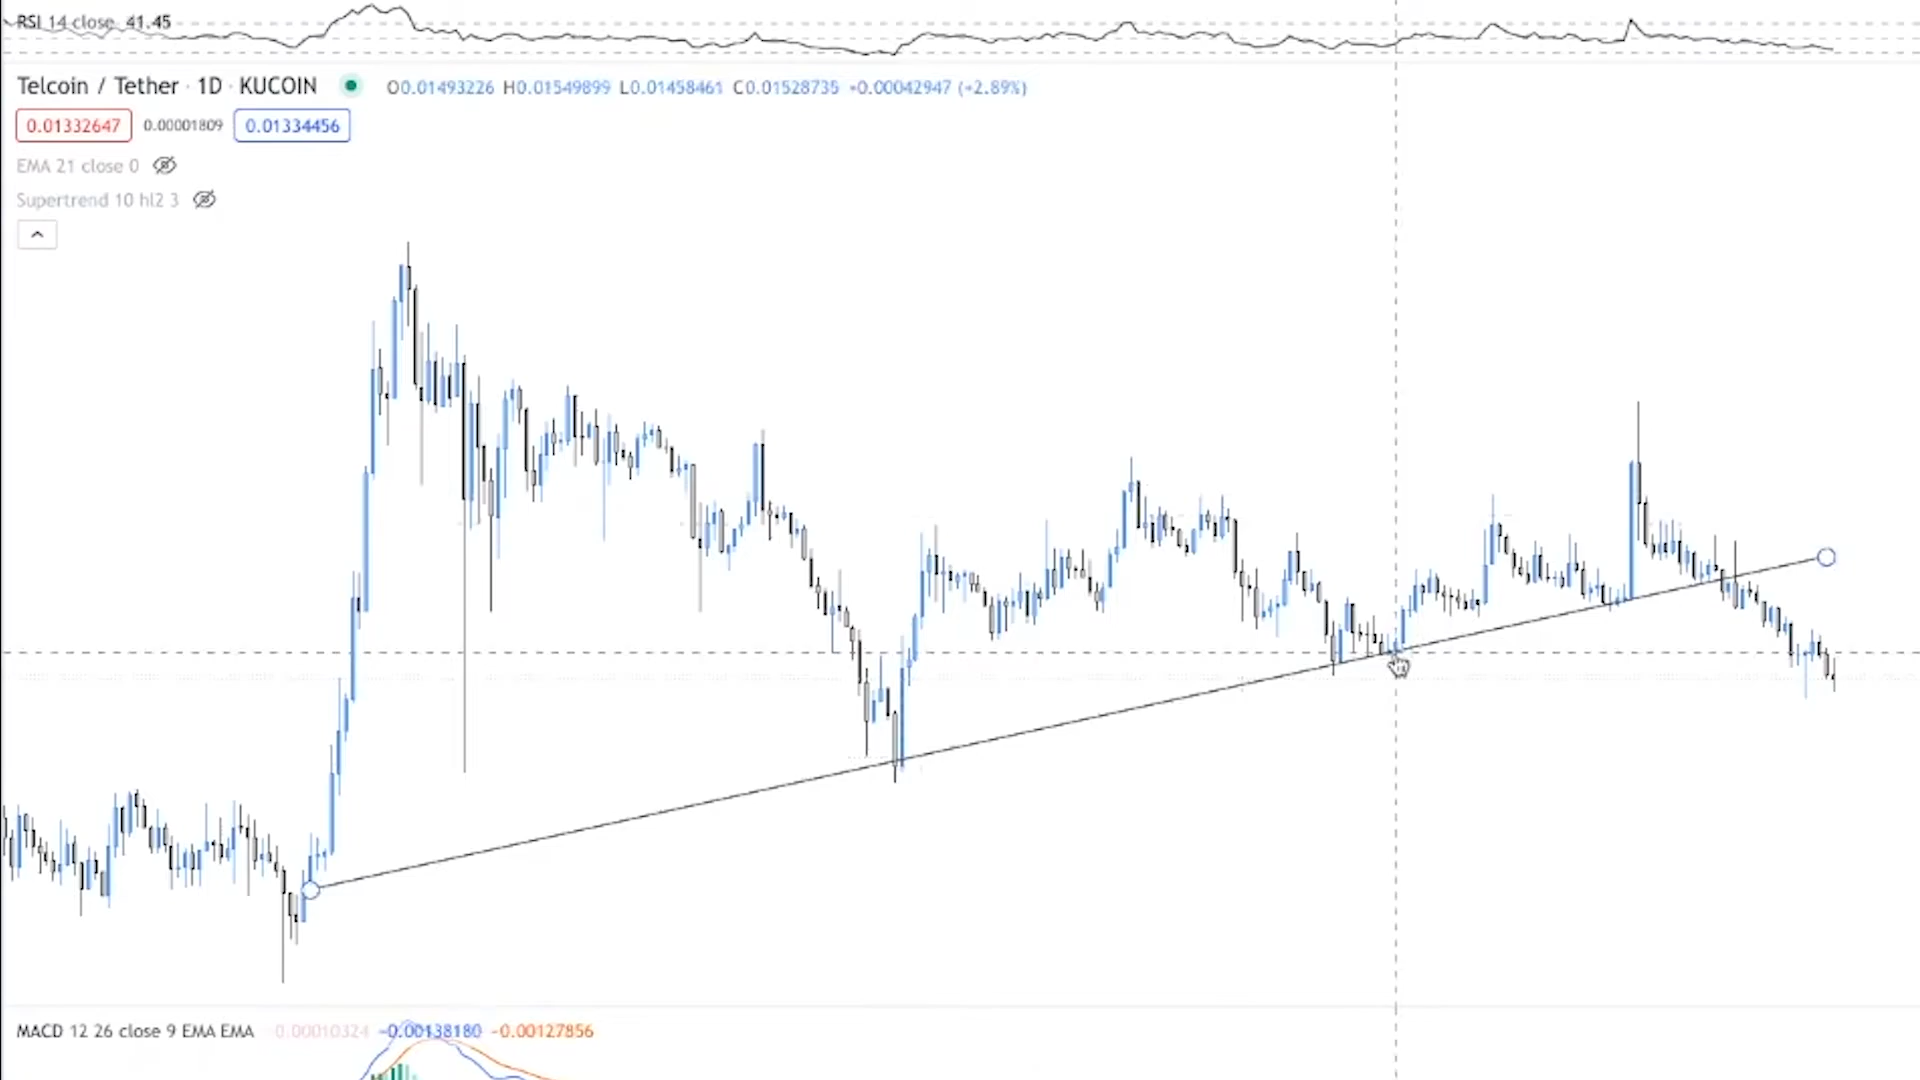 RSI 14 close 41.45
Telcoin / Tether · 1D · KUCOIN O0.01493226 H0.01549899 L0.01458461 C0.01528735 +0.00042947 (+2.89%)
0.01332647 0.00001809 0.01334456
EMA 21 close 0
Supertrend 10 hl2 3
MACD 12 26 close 9 EMA EMA -0.00010324 -0.00138180 -0.00127856